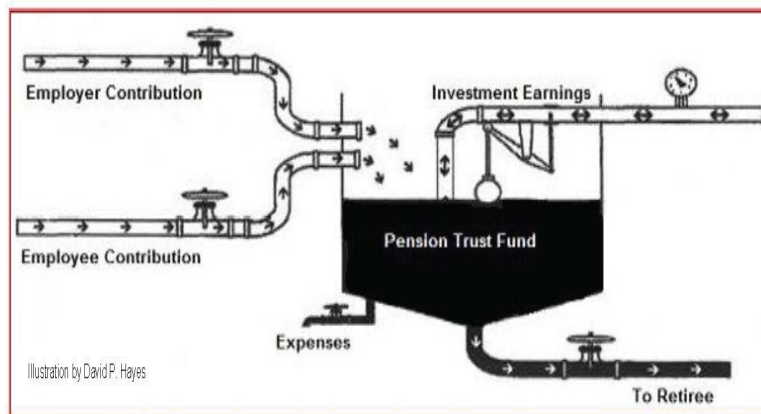 Employer Contribution
Investment Earnings
Employee Contribution
Pension Trust Fund
Expenses
Illustration by David P. Hayes
To Retiree